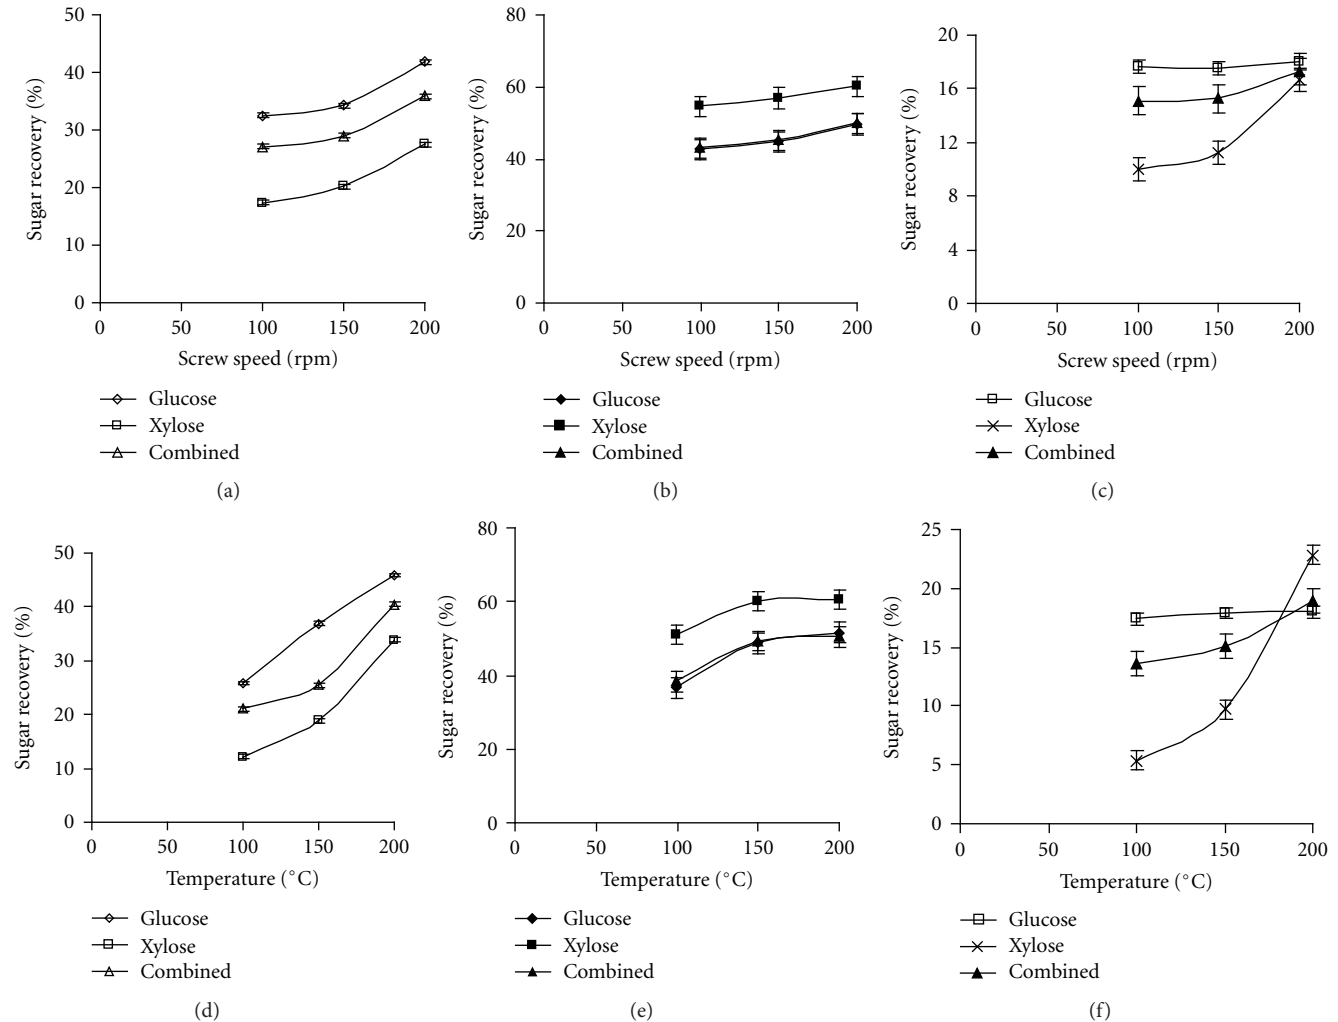 50
40
30
20
10
0
Sugar recovery (%)
0 50 100 150 200
Screw speed (rpm)
Glucose
Xylose
Combined
(a)
80
60
40
20
0
Sugar recovery (%)
0 50 100 150 200
Screw speed (rpm)
Glucose
Xylose
Combined
(b)
20
16
12
8
4
0
Sugar recovery (%)
0 50 100 150 200
Screw speed (rpm)
Glucose
Xylose
Combined
(c)
50
40
30
20
10
0
Sugar recovery (%)
0 50 100 150 200
Temperature (°C)
Glucose
Xylose
Combined
(d)
80
60
40
20
0
Sugar recovery (%)
0 50 100 150 200
Temperature (°C)
Glucose
Xylose
Combined
(e)
25
20
15
10
5
0
Sugar recovery (%)
0 50 100 150 200
Temperature (°C)
Glucose
Xylose
Combined
(f)